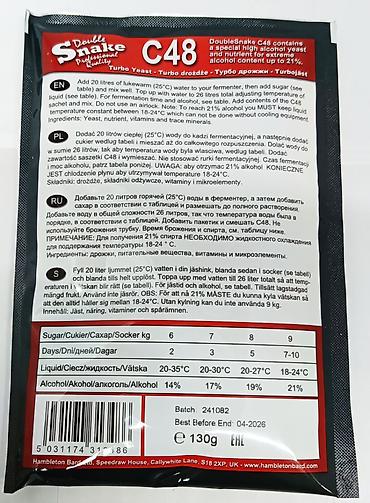 Double
Snake
Professional
Quality
C48
DoubleSnake C48 contains
a special high alcohol yeast
and nutrient for extreme
alcohol content up to 21%.
Turbo Yeast - Turbo drożdże - Турбо дрожжи - Turbojäst
EN
Add 20 litres of lukewarm (25°C) water to your fermenter, then add sugar (see
table) and mix well. Top up with water to 26 litres total adjusting temperature of
liquid (see table). For fermentation time and alcohol, see table. Add contents of the C48
sachet and mix. Do not use an airlock. Note: To reach 21% alcohol you MUST keep liquid
temperature constant between 18-24°C which can not be done without cooling equipment
Ingredients: Yeast, nutrient, vitamins and trace minerals.
PL
Dodać 20 litrów ciepłej (25°C) wody do kadzi fermentacyjnej, a następnie dodać
cukier według tabeli i mieszać aż do całkowitego rozpuszczenia. Dolać wody do
w sumie 26 litrów, tak aby temperatura wody była właściwa, według tabeli. Dodać
zawartość saszetki C48 i wymieszać. Nie stosować rurki fermentacyjnej. Czas fermentacji
i moc alkoholu, patrz tabela poniżej. UWAGA: aby otrzymać 21% alkohol KONIECZNE
JEST chłodzenie płynu aby utrzymać temperature 18-24°C.
Składniki: drożdże, składniki odżywcze, witaminy i mikroelementy.
RU
Добавьте 20 литров горячей (25°C) воды в ферментер, а затем добавить
сахар в соответствии с таблицей и размешать до полного растворения.
Добавьте воду в общей сложности 26 литров, так что температура воды была в
порядке, в соответствии с таблицей. Добавить пакетик и смешать С48. Не
используйте брожения трубку. Время брожения и спирта, см. таблицу ниже.
ПРИМЕЧАНИЕ: Для получения 21% спирта НЕОБХОДИМО жидкостного охлаждения
для поддержания температуры 18-24 ° C.
Ингредиенты: дрожжи, питательные вещества, витамины и микроэлементы.
S
Fyll 20 liter ljummet (25°C) vatten i din jäshink, blanda sedan i socker (se tabell)
och blanda tills helt upplöst. Toppa upp med vatten till 26 liter totalt så att tem-
peraturen i vätskan blir rätt (se tabell). För jästid och alkohol, se tabell. Tillsätt lagstadgad
mängd frukt. Använd inte jäsrör. OBS: För att nå 21% MÅSTE du kunna kyla vätskan så
att den alltid håller sig mellan 18-24°C. Utan kylning kan du inte använda 9 kg.
Innehåll: Jäst, näring, vitaminer och spårämnen.
Sugar/Cukier/Сахар/Socker kg 6 7 8 9
Days/Dni/дней/Dagar 2 3 5 7-10
Liquid/Ciecz/жидкость/Vätska 20-35°C 20-30°C 20-27°C 18-24°C
Alcohol/Akohol/алкоголь/Alkohol 14% 17% 19% 21%
Batch: 241082
Best Before End: 04-2026
℮ 130g EAC
Hambleton Bard Ltd, Speedraw House, Callywhite Lane, S18 2XP, UK - www.hambletonbard.com